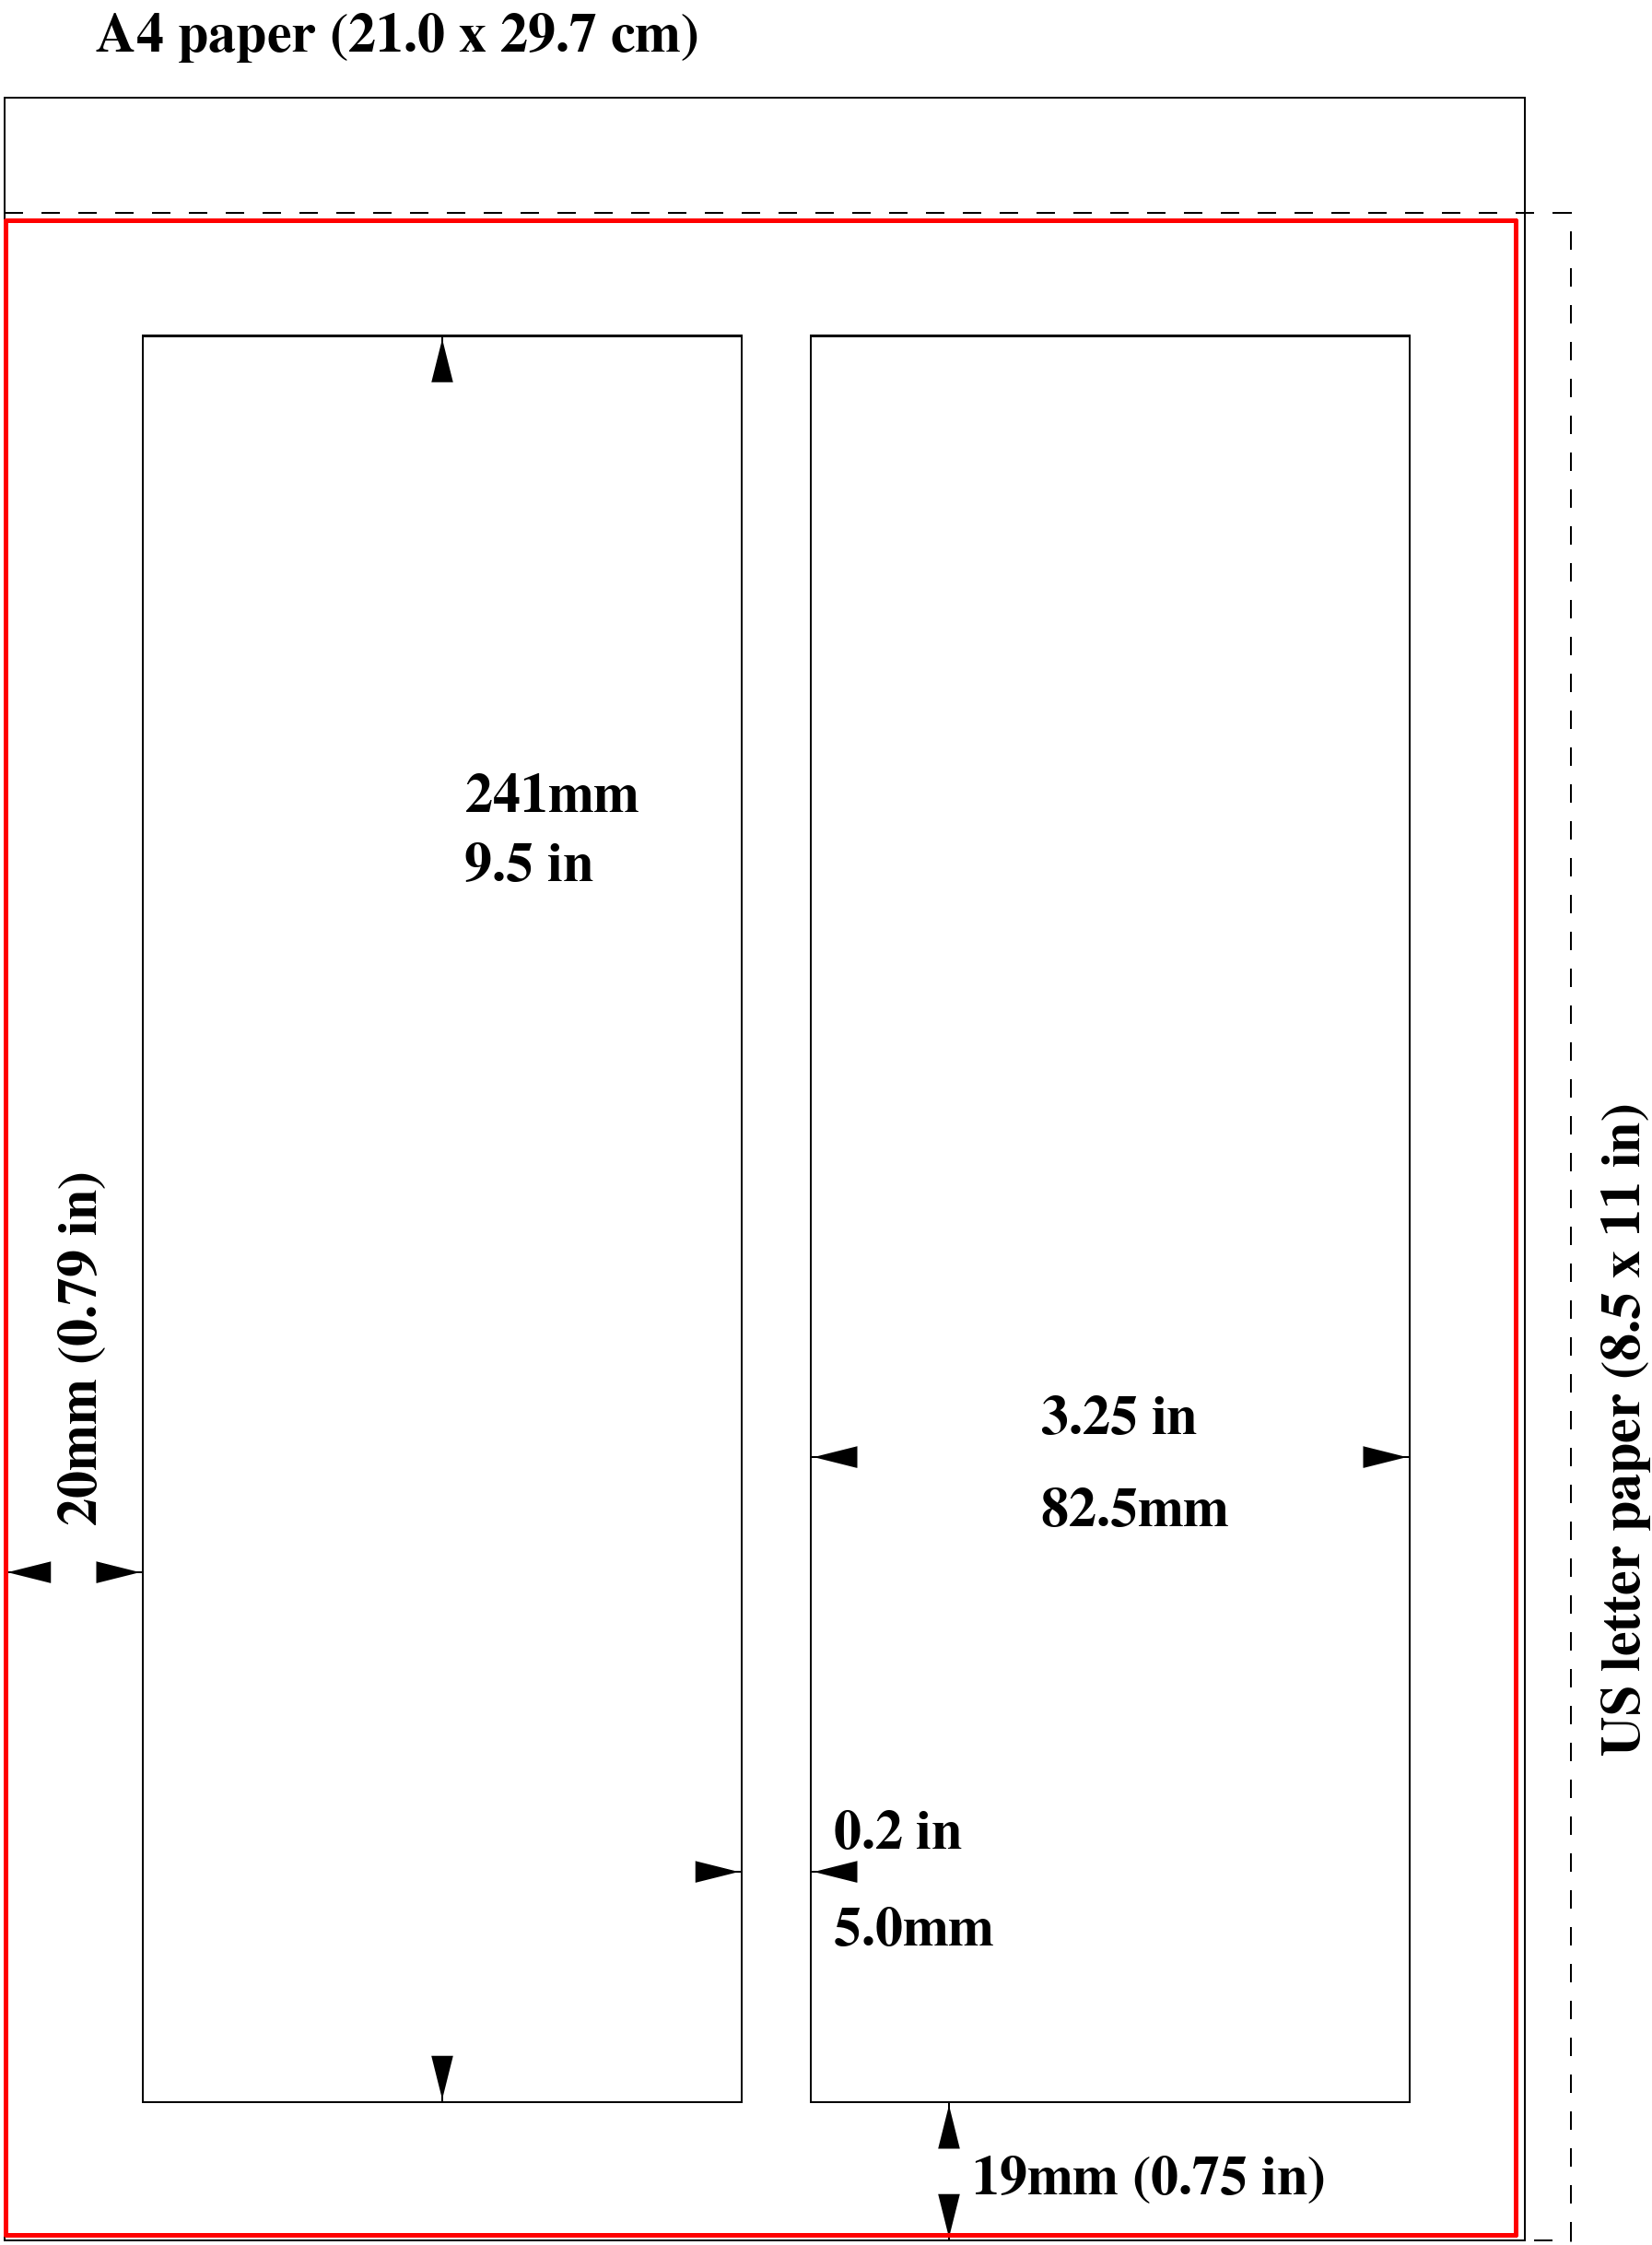 A4 paper (21.0 x 29.7 cm)
241mm
9.5 in
20mm (0.79 in)
3.25 in
82.5mm
US letter paper (8.5 x 11 in)
0.2 in
5.0mm
19mm (0.75 in)